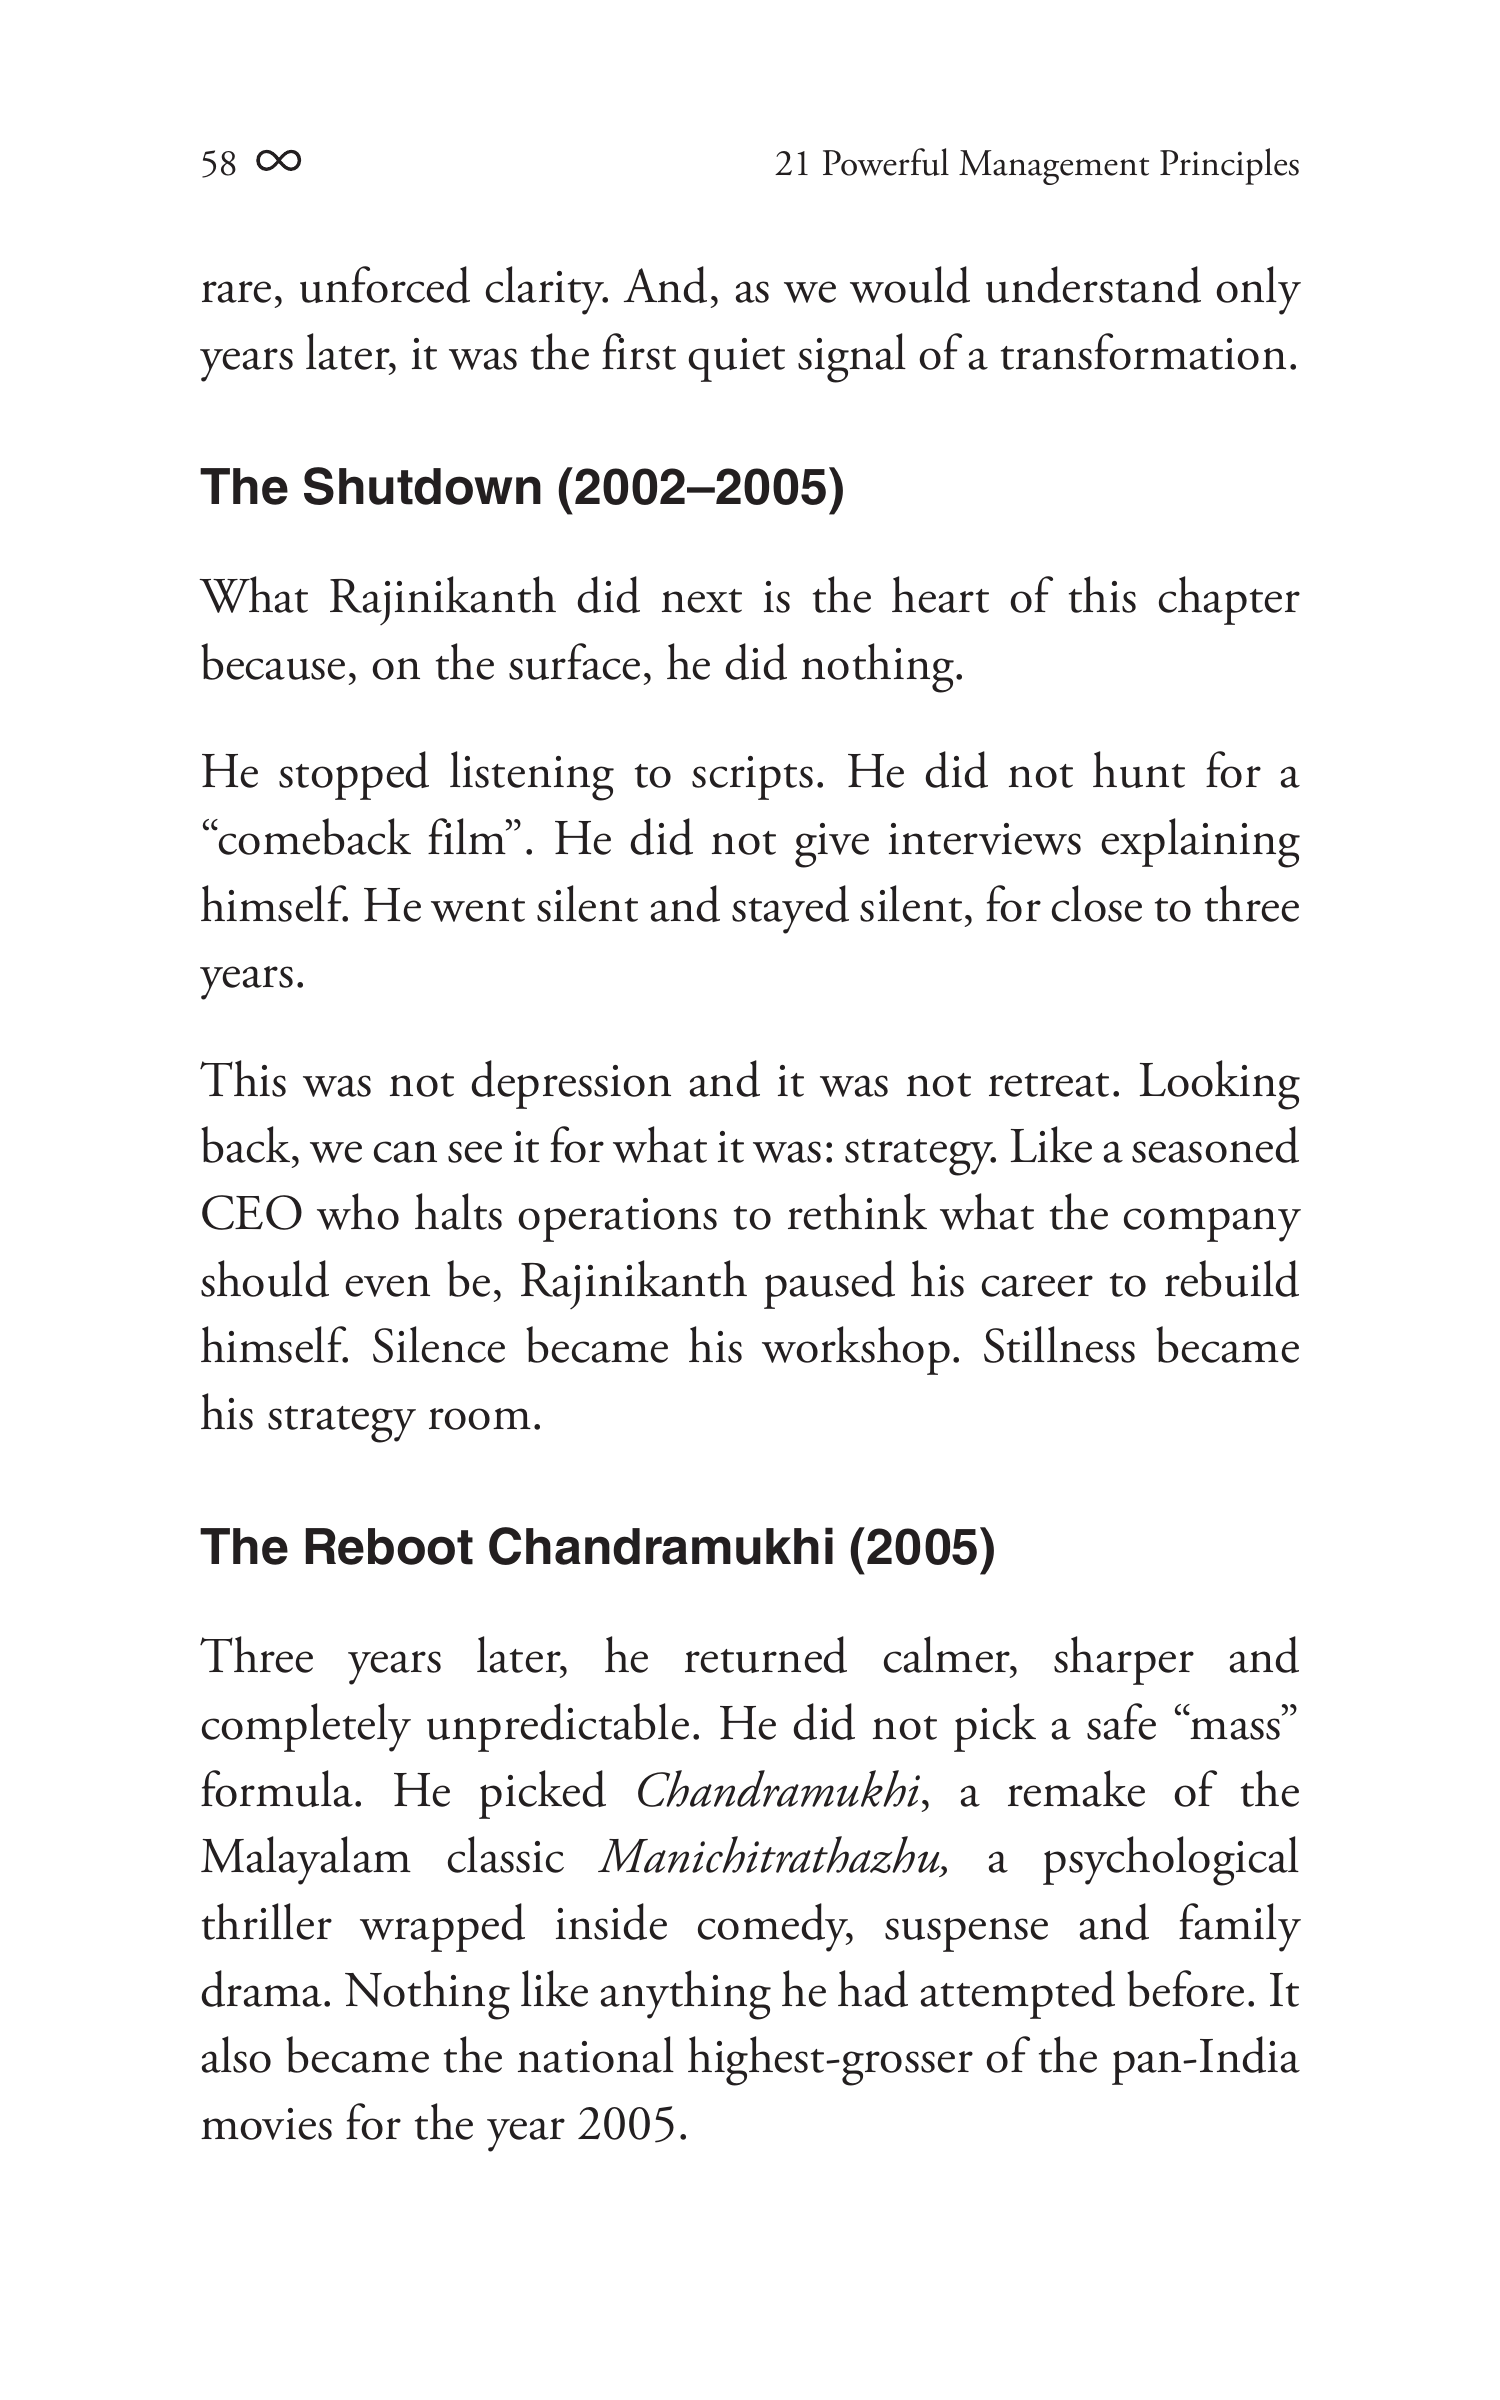 58 ∞ 21 Powerful Management Principles
rare, unforced clarity. And, as we would understand only
years later, it was the first quiet signal of a transformation.
The Shutdown (2002–2005)
What Rajinikanth did next is the heart of this chapter
because, on the surface, he did nothing.
He stopped listening to scripts. He did not hunt for a
“comeback film”. He did not give interviews explaining
himself. He went silent and stayed silent, for close to three
years.
This was not depression and it was not retreat. Looking
back, we can see it for what it was: strategy. Like a seasoned
CEO who halts operations to rethink what the company
should even be, Rajinikanth paused his career to rebuild
himself. Silence became his workshop. Stillness became
his strategy room.
The Reboot Chandramukhi (2005)
Three years later, he returned calmer, sharper and
completely unpredictable. He did not pick a safe “mass”
formula. He picked Chandramukhi, a remake of the
Malayalam classic Manichitrathazhu, a psychological
thriller wrapped inside comedy, suspense and family
drama. Nothing like anything he had attempted before. It
also became the national highest-grosser of the pan-India
movies for the year 2005.